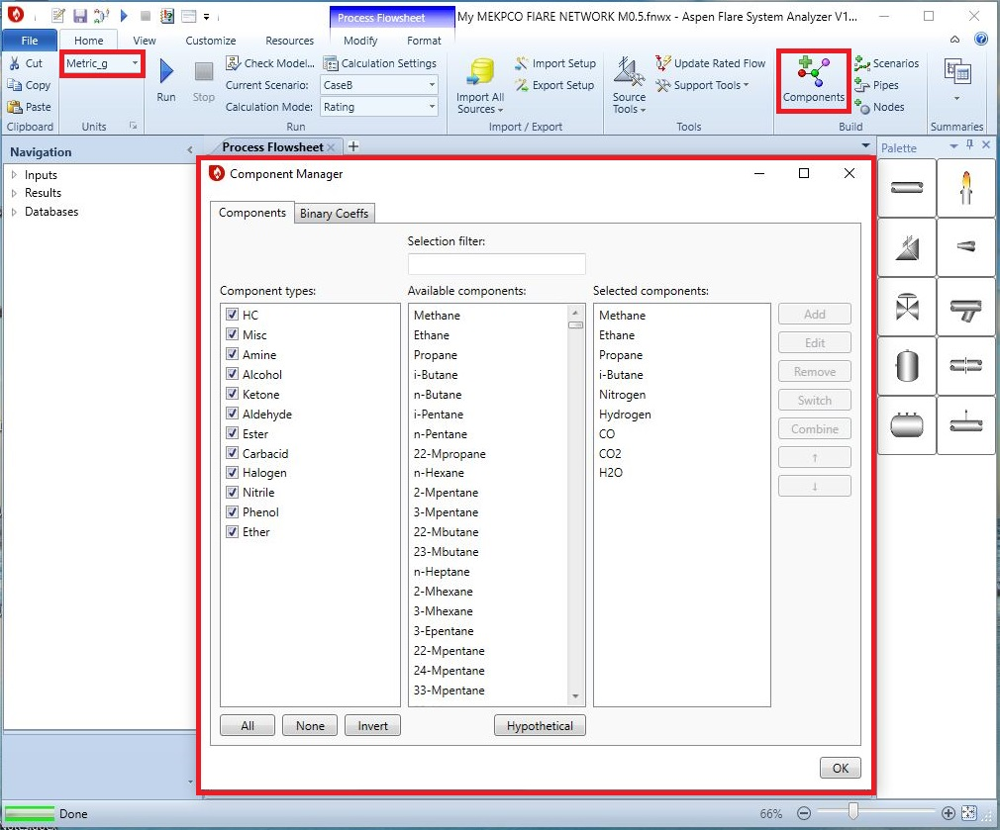 Process Flowsheet
My MEKPCO FIARE NETWORK M0.5.fnwx - Aspen Flare System Analyzer V1...
File Home View Customize Resources Modify Format
Cut
Copy
Paste
Clipboard
Metric_g
Units
Run
Stop
Check Model...
Calculation Settings
Current Scenario: CaseB
Calculation Mode: Rating
Run
Import All Sources
Import Setup
Export Setup
Import / Export
Source Tools
Update Rated Flow
Support Tools
Tools
Components
Scenarios
Pipes
Nodes
Build
Summaries
Navigation
Inputs
Results
Databases
Process Flowsheet
Palette
Component Manager
Components
Binary Coeffs
Selection filter:
Component types:
HC
Misc
Amine
Alcohol
Ketone
Aldehyde
Ester
Carbacid
Halogen
Nitrile
Phenol
Ether
All
None
Invert
Available components:
Methane
Ethane
Propane
i-Butane
n-Butane
i-Pentane
n-Pentane
22-Mpropane
n-Hexane
2-Mpentane
3-Mpentane
22-Mbutane
23-Mbutane
n-Heptane
2-Mhexane
3-Mhexane
3-Epentane
22-Mpentane
24-Mpentane
33-Mpentane
Hypothetical
Selected components:
Methane
Ethane
Propane
i-Butane
Nitrogen
Hydrogen
CO
CO2
H2O
Add
Edit
Remove
Switch
Combine
↑
↓
OK
Done
66%